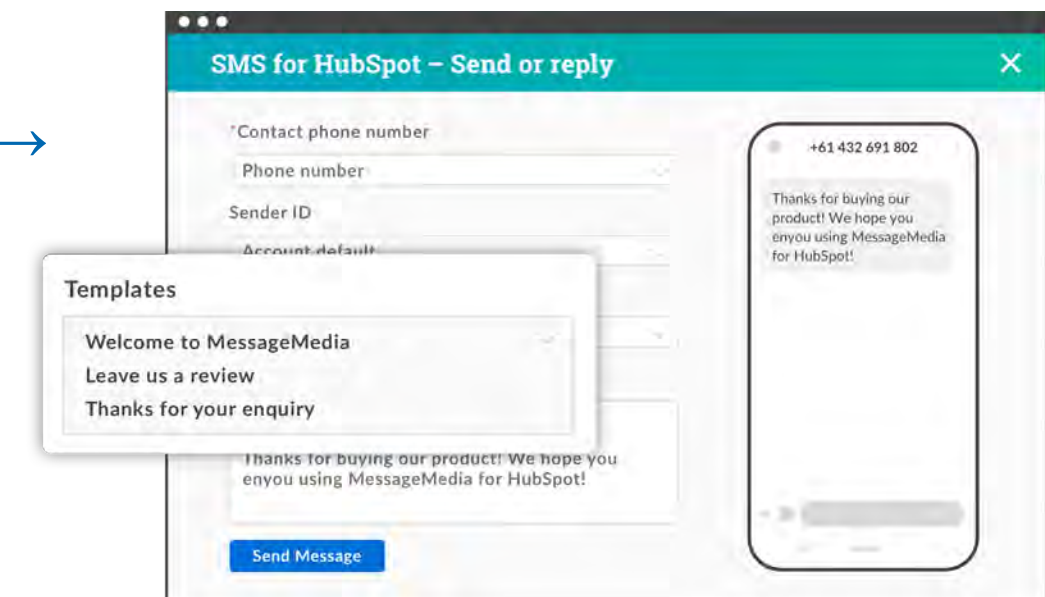 SMS for HubSpot – Send or reply
*Contact phone number
Phone number
Sender ID
Account default
Templates
Welcome to MessageMedia
Leave us a review
Thanks for your enquiry
Thanks for buying our product! We hope you
enyou using MessageMedia for HubSpot!
Send Message
+61 432 691 802
Thanks for buying our
product! We hope you
enyou using MessageMedia
for HubSpot!